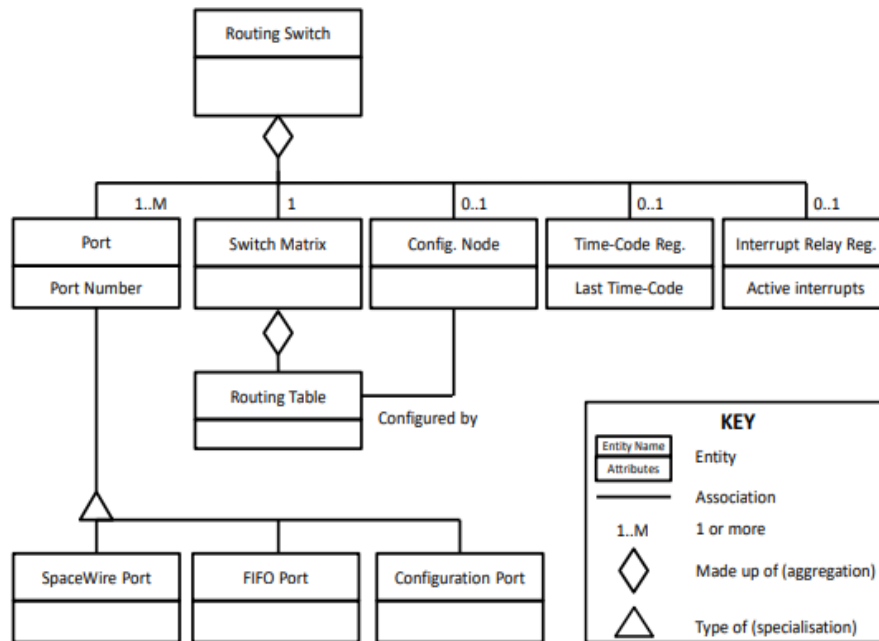 Routing Switch
1..M
1
0..1
0..1
0..1
Port
Switch Matrix
Config. Node
Time-Code Reg.
Interrupt Relay Reg.
Port Number
Last Time-Code
Active interrupts
Routing Table
Configured by
SpaceWire Port
FIFO Port
Configuration Port
KEY
Entity Name
Attributes
Entity
Association
1..M
1 or more
Made up of (aggregation)
Type of (specialisation)